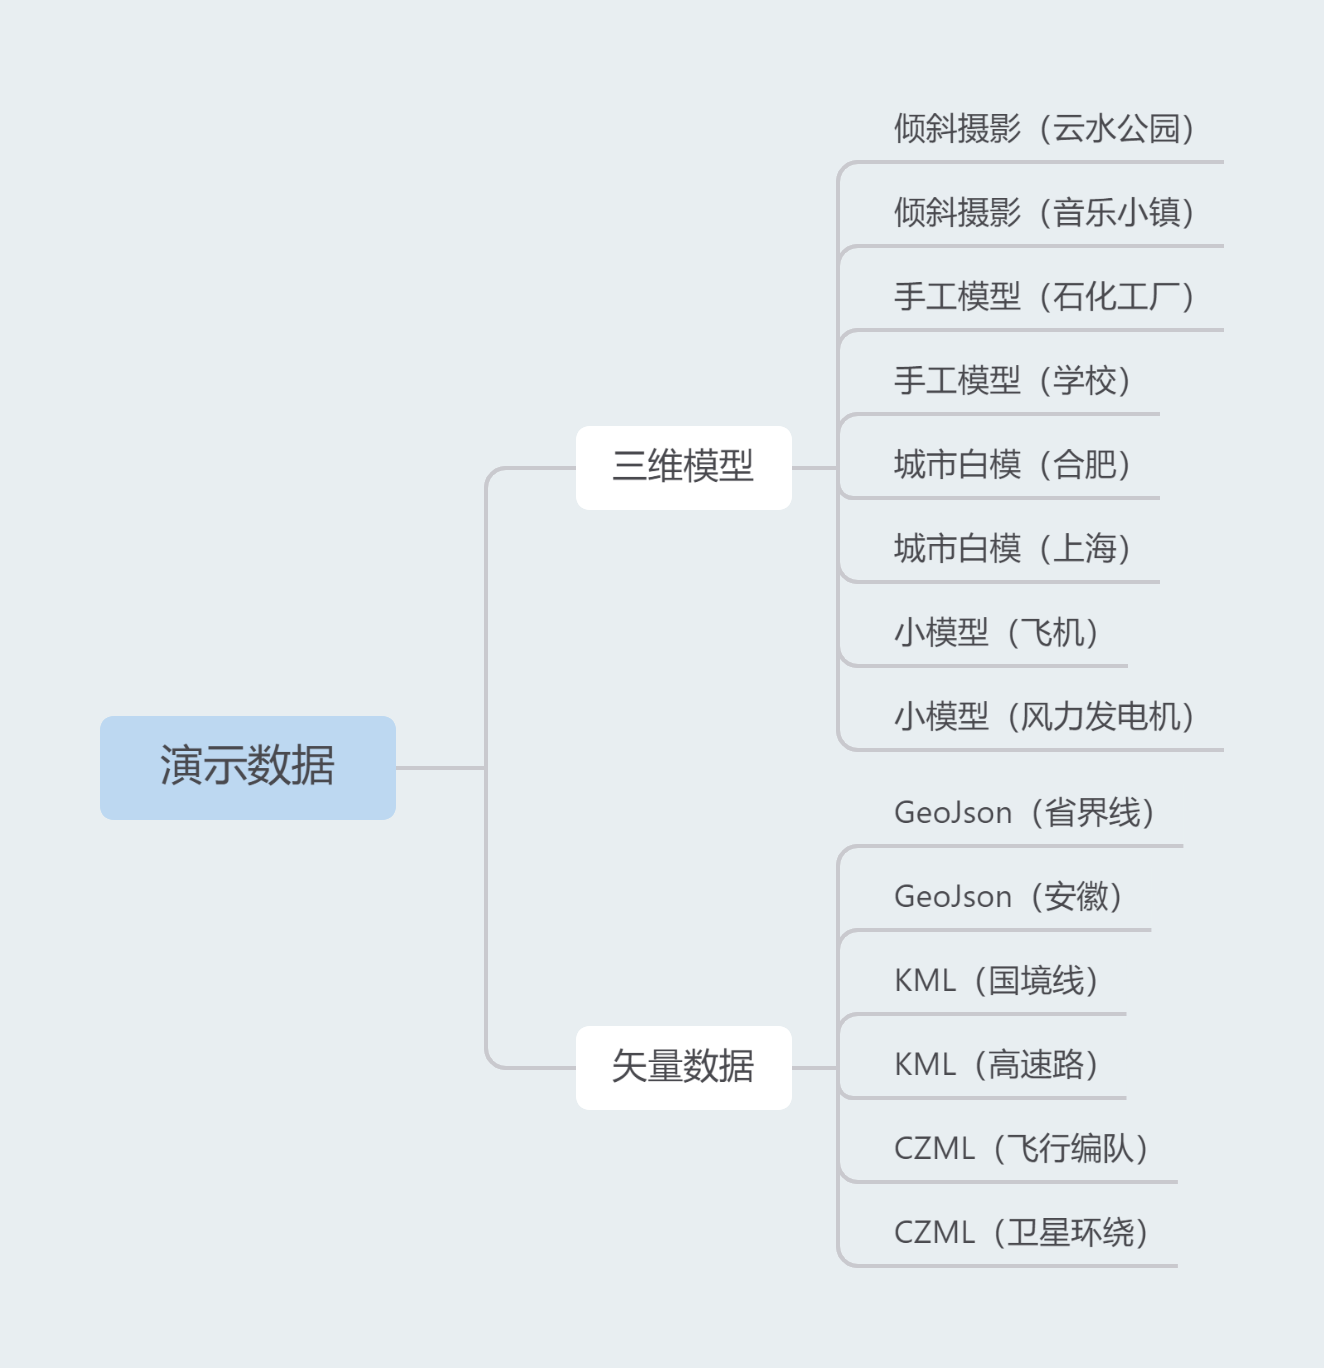 倾斜摄影（云水公园）
倾斜摄影（音乐小镇）
手工模型（石化工厂）
手工模型（学校）
三维模型
城市白模（合肥）
城市白模（上海）
小模型（飞机）
小模型（风力发电机）
演示数据
GeoJson（省界线）
GeoJson（安徽）
KML（国境线）
KML（高速路）
矢量数据
CZML（飞行编队）
CZML（卫星环绕）